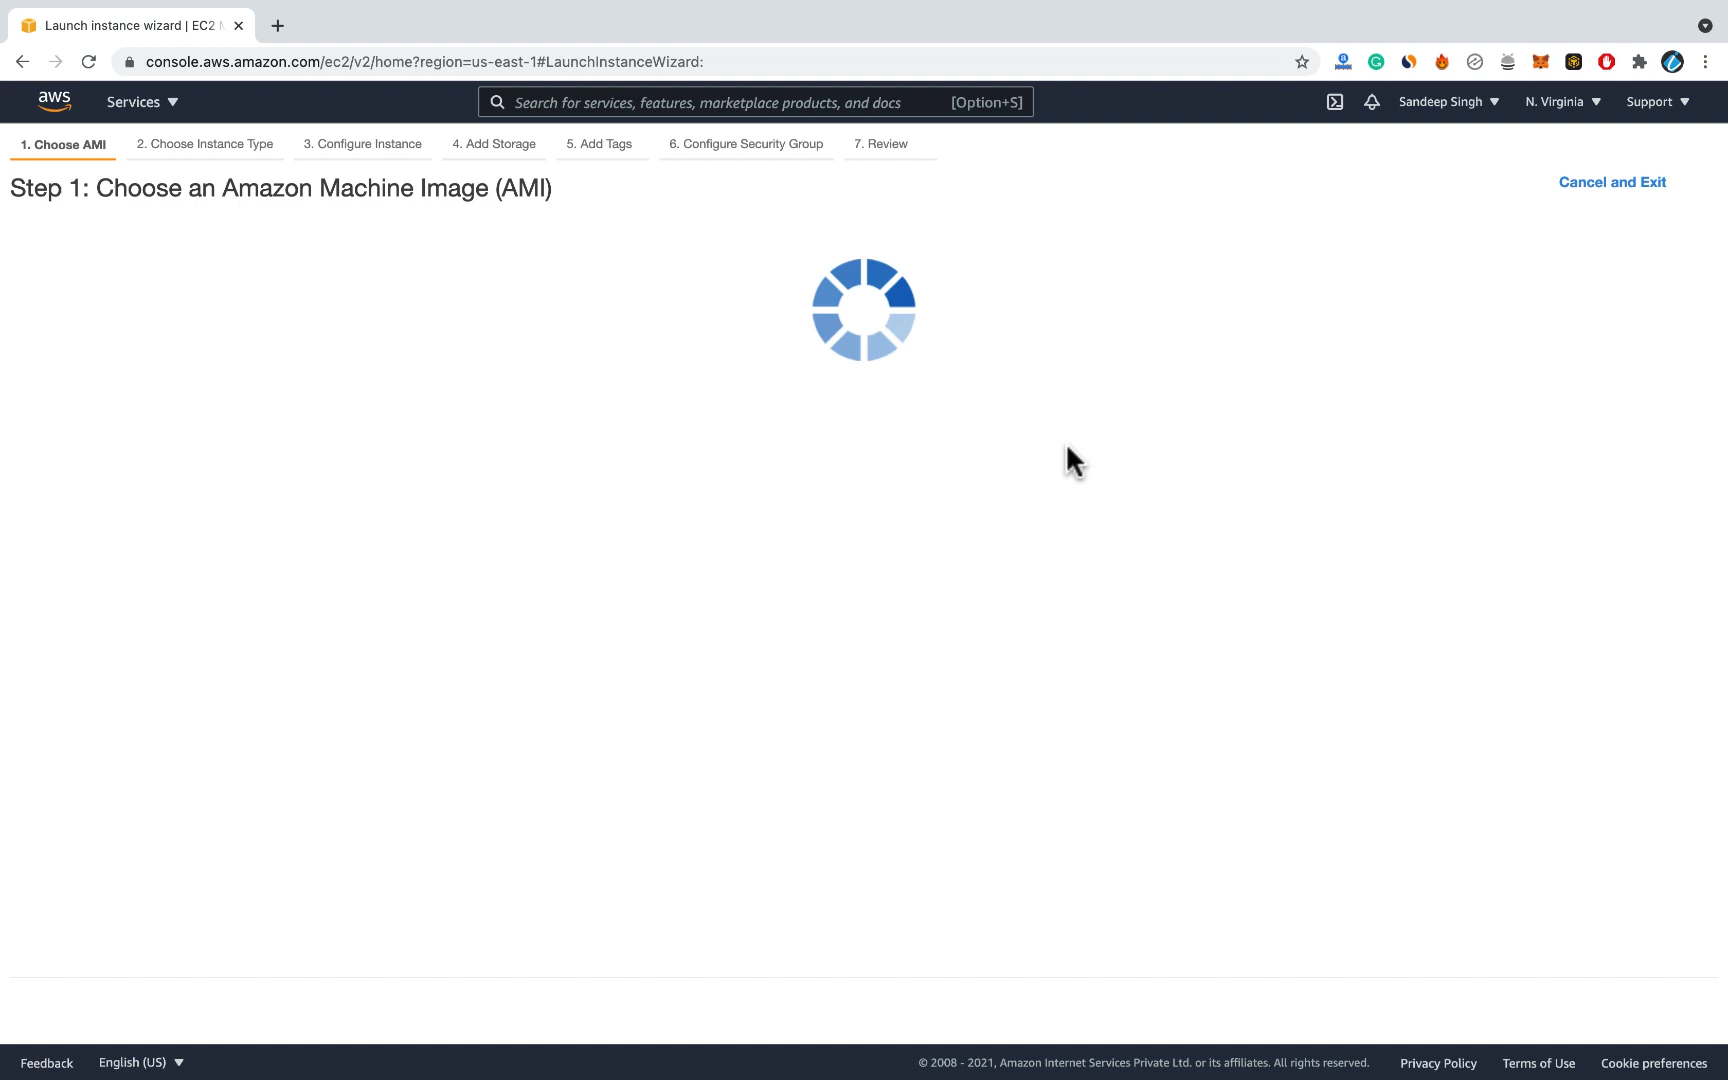 Launch instance wizard | EC2
console.aws.amazon.com/ec2/v2/home?region=us-east-1#LaunchInstanceWizard:
aws Services Search for services, features, marketplace products, and docs [Option+S] Sandeep Singh N. Virginia Support
1. Choose AMI 2. Choose Instance Type 3. Configure Instance 4. Add Storage 5. Add Tags 6. Configure Security Group 7. Review
Step 1: Choose an Amazon Machine Image (AMI) Cancel and Exit
Feedback English (US) © 2008 - 2021, Amazon Internet Services Private Ltd. or its affiliates. All rights reserved. Privacy Policy Terms of Use Cookie preferences